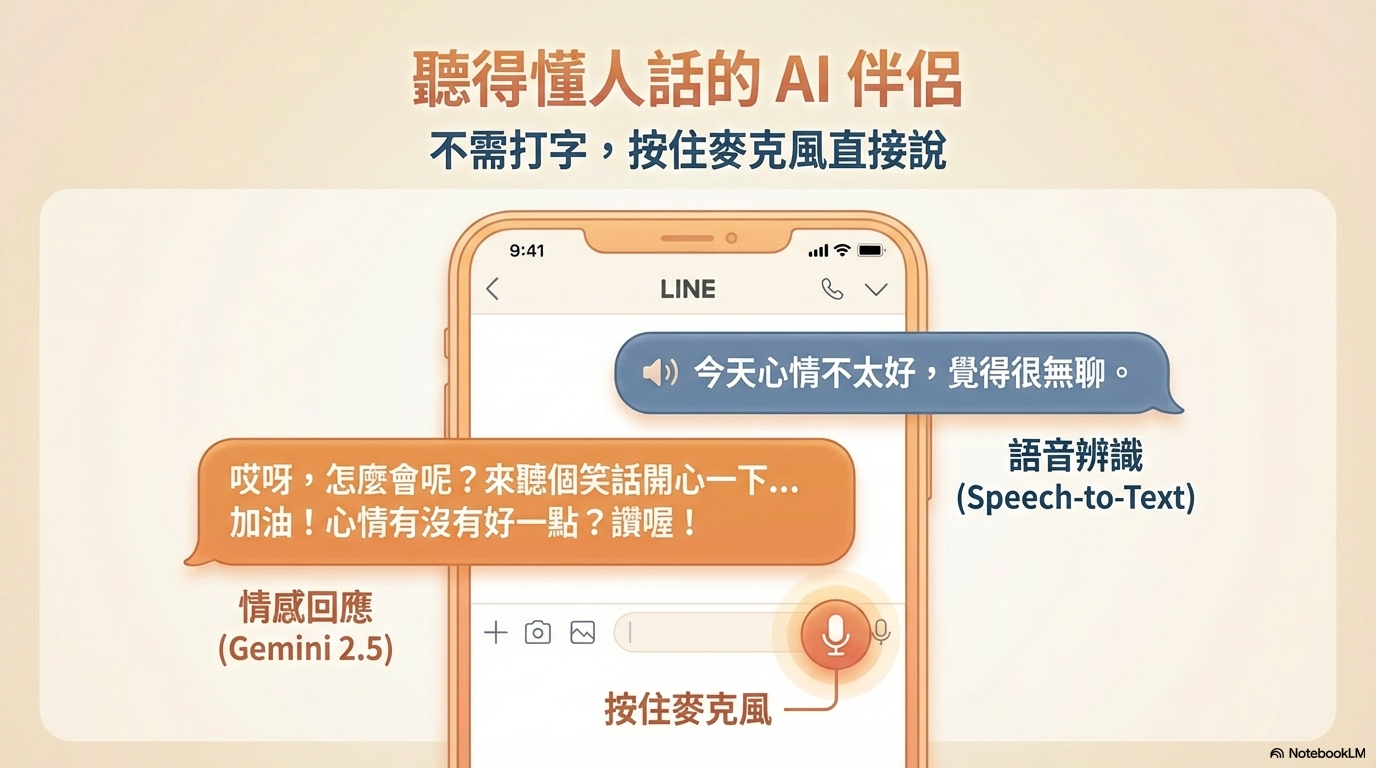 聽得懂人話的 AI 伴侶
不需打字，按住麥克風直接說
9:41
LINE
今天心情不太好，覺得很無聊。
語音辨識
(Speech-to-Text)
哎呀，怎麼會呢？來聽個笑話開心一下...
加油！心情有沒有好一點？讚喔！
情感回應
(Gemini 2.5)
按住麥克風
NotebookLM